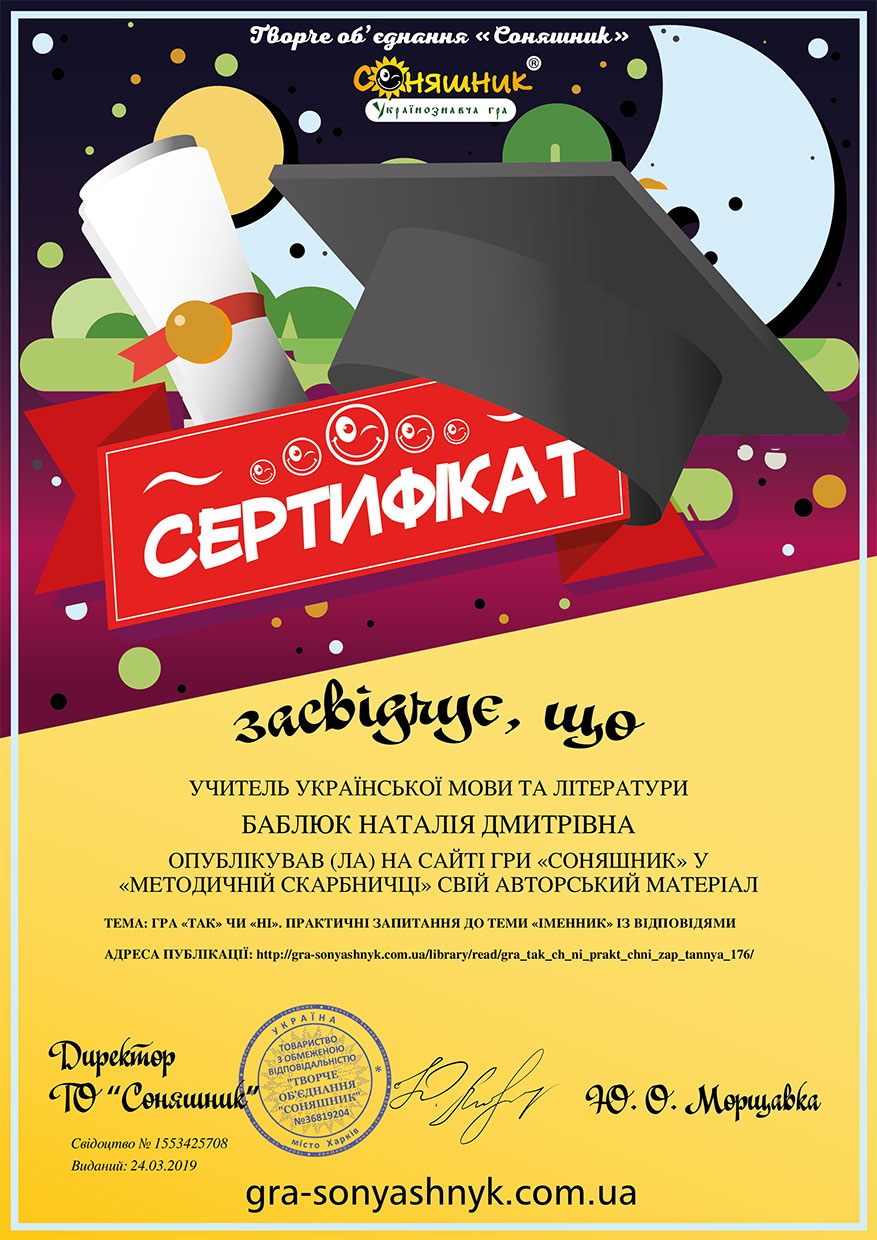 Творче об’єднання «Соняшник»
Соняшник®
Українознавча гра
СЕРТИФІКАТ
засвідчує, що
УЧИТЕЛЬ УКРАЇНСЬКОЇ МОВИ ТА ЛІТЕРАТУРИ
БАБЛЮК НАТАЛІЯ ДМИТРІВНА
ОПУБЛІКУВАВ (ЛА) НА САЙТІ ГРИ «СОНЯШНИК» У
«МЕТОДИЧНІЙ СКАРБНИЧЦІ» СВІЙ АВТОРСЬКИЙ МАТЕРІАЛ
ТЕМА: ГРА «ТАК» ЧИ «НІ». ПРАКТИЧНІ ЗАПИТАННЯ ДО ТЕМИ «ІМЕННИК» ІЗ ВІДПОВІДЯМИ
АДРЕСА ПУБЛІКАЦІЇ: http://gra-sonyashnyk.com.ua/library/read/gra_tak_ch_ni_prakt_chni_zap_tannya_176/
Директор
ТО “Соняшник”
УКРАЇНА
ТОВАРИСТВО
З ОБМЕЖЕНОЮ
ВІДПОВІДАЛЬНІСТЮ
"ТВОРЧЕ
ОБ'ЄДНАННЯ
"СОНЯШНИК"
№36819204
місто Харків
Ю. О. Морщавка
Свідоцтво № 1553425708
Виданий: 24.03.2019
gra-sonyashnyk.com.ua